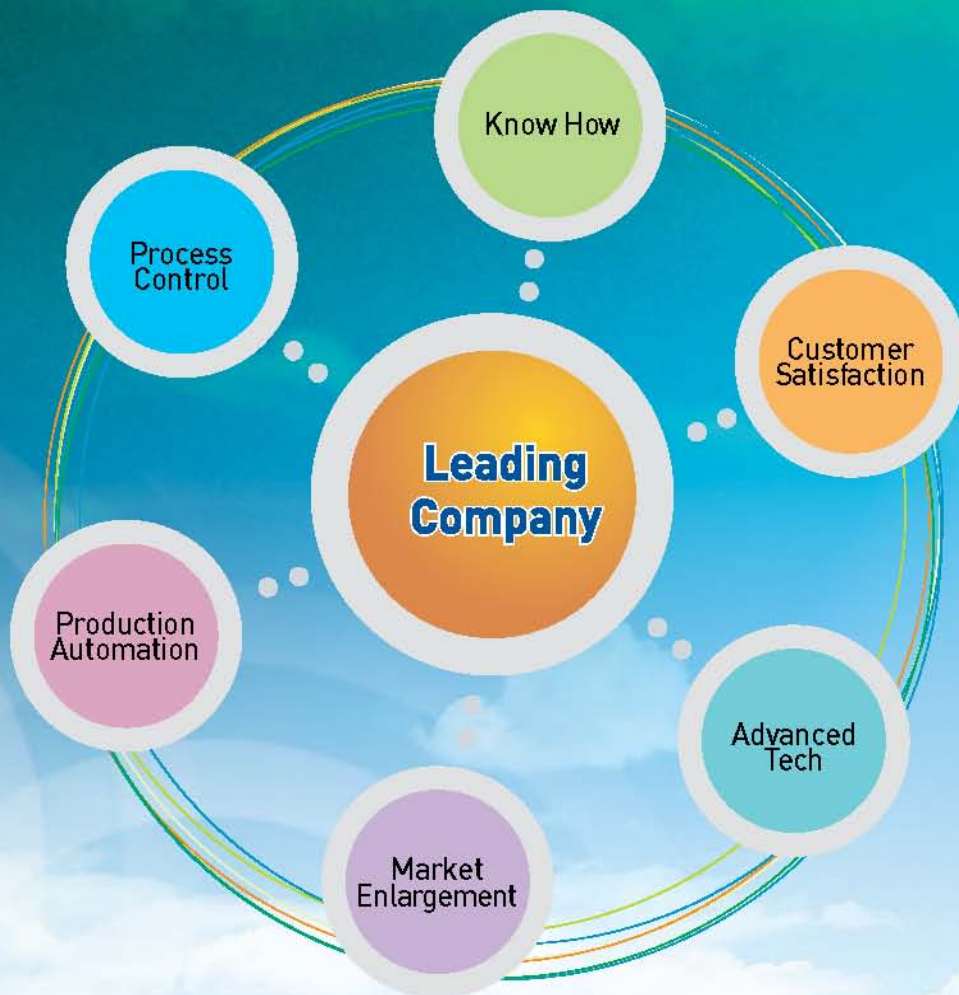 Know How
Process
Control
Customer
Satisfaction
Leading
Company
Production
Automation
Advanced
Tech
Market
Enlargement